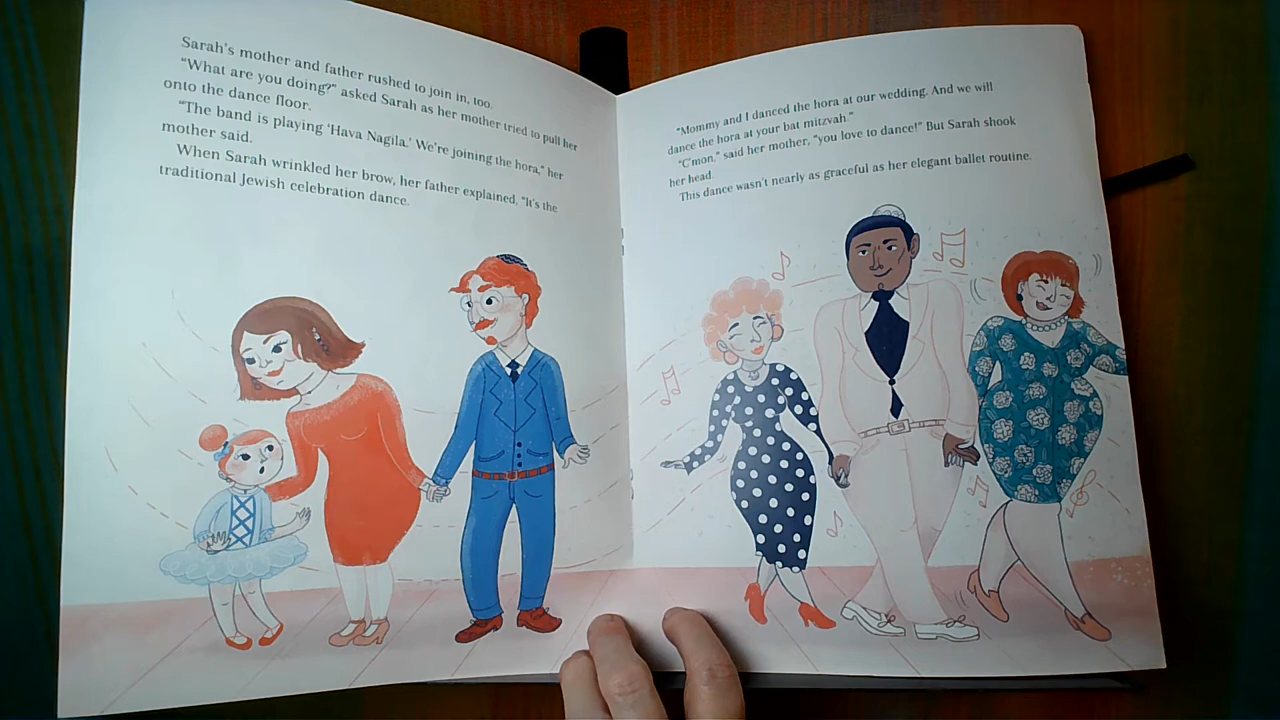 Sarah's mother and father rushed to join in, too.
"What are you doing?" asked Sarah as her mother tried to pull her
onto the dance floor.
"The band is playing 'Hava Nagila.' We're joining the hora," her
mother said.
When Sarah wrinkled her brow, her father explained, "It's the
traditional Jewish celebration dance.
"Mommy and I danced the hora at our wedding. And we will
dance the hora at your bat mitzvah."
"C'mon," said her mother, "you love to dance!" But Sarah shook
her head.
This dance wasn't nearly as graceful as her elegant ballet routine.